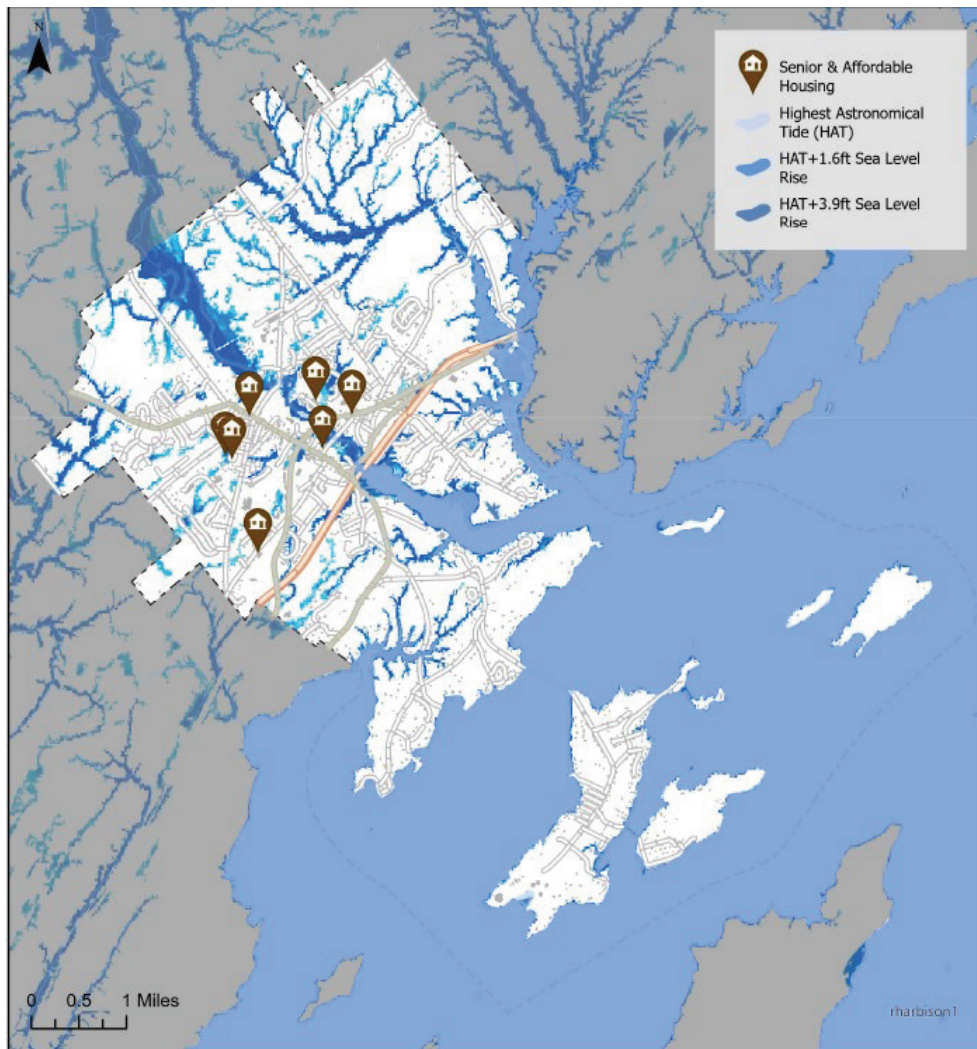 N
Senior & Affordable
Housing
Highest Astronomical
Tide (HAT)
HAT+1.6ft Sea Level
Rise
HAT+3.9ft Sea Level
Rise
0 0.5 1 Miles
rharbison1